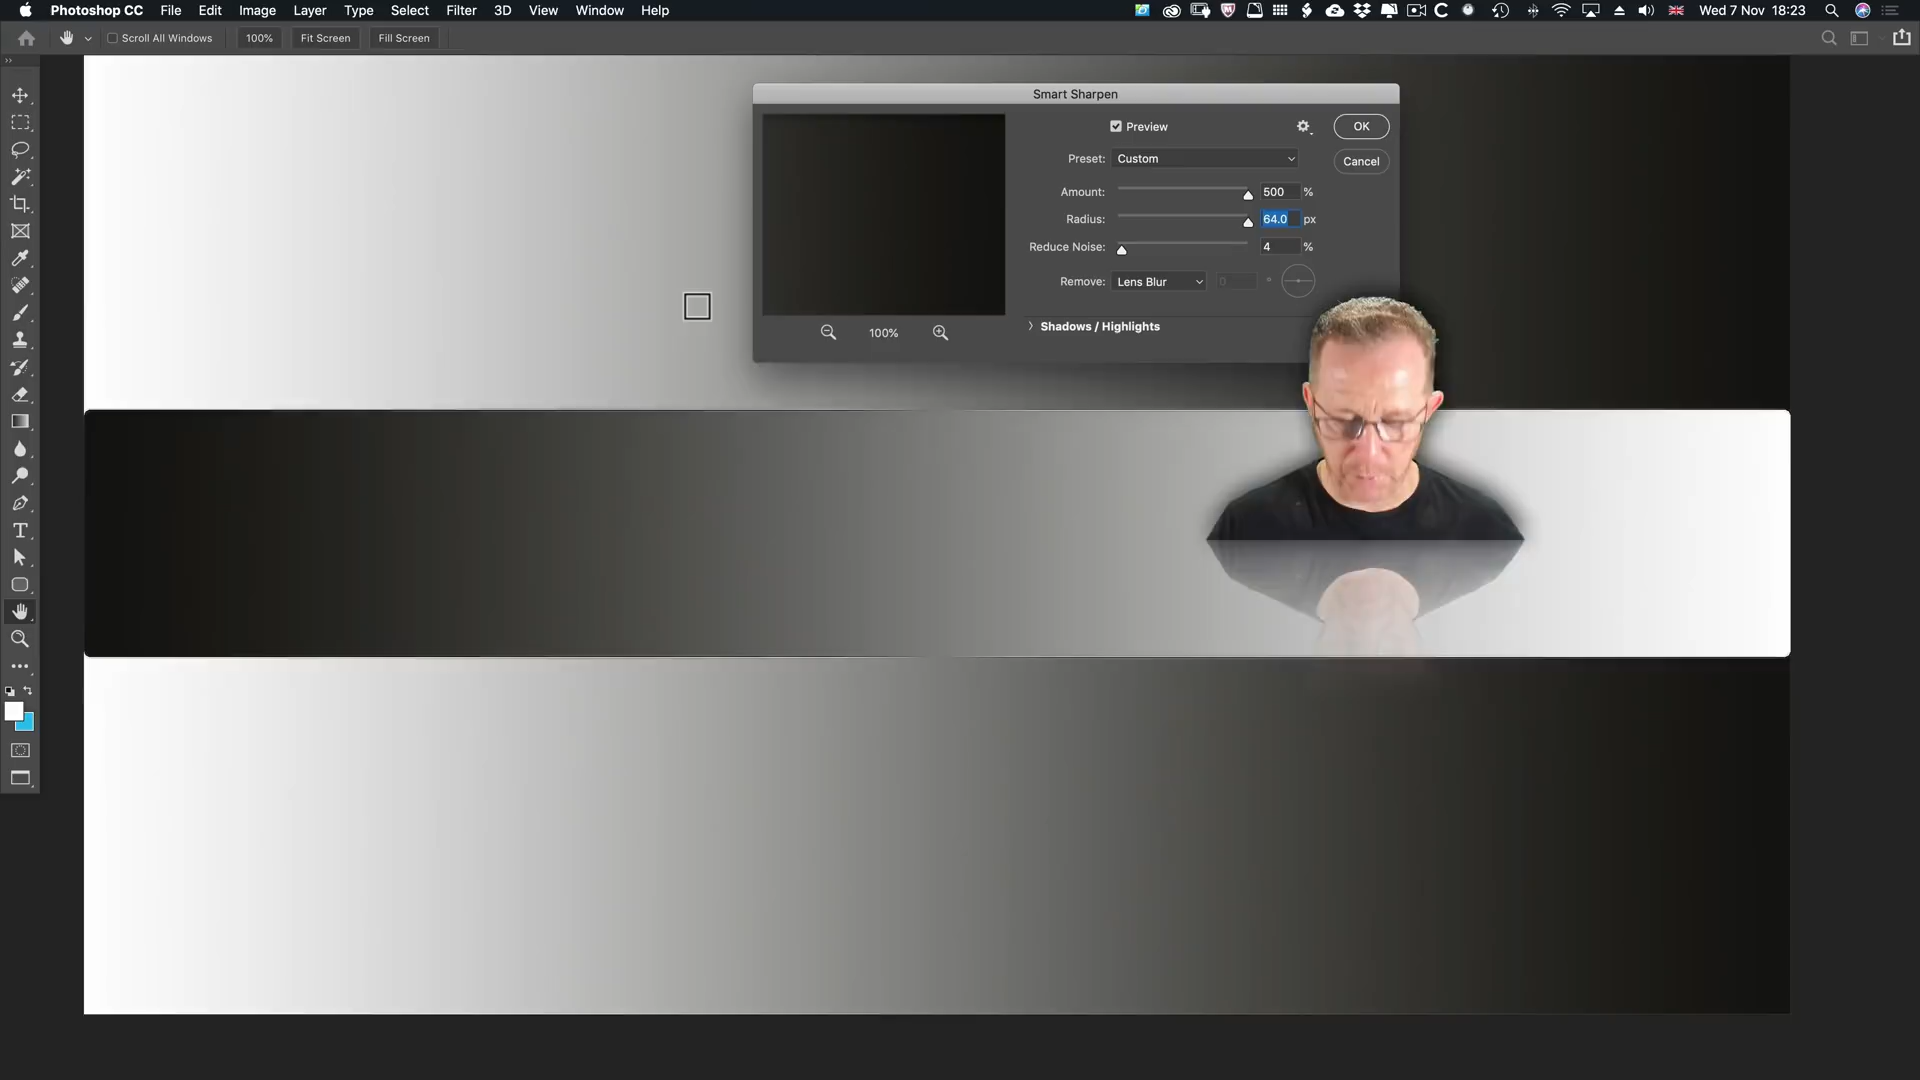 Photoshop CC File Edit Image Layer Type Select Filter 3D View Window Help Wed 7 Nov 18:23
Scroll All Windows 100% Fit Screen Fill Screen
Smart Sharpen
Preview OK
Preset: Custom Cancel
Amount: 500 %
Radius: 64.0 px
Reduce Noise: 4 %
Remove: Lens Blur 0 °
100% Shadows / Highlights